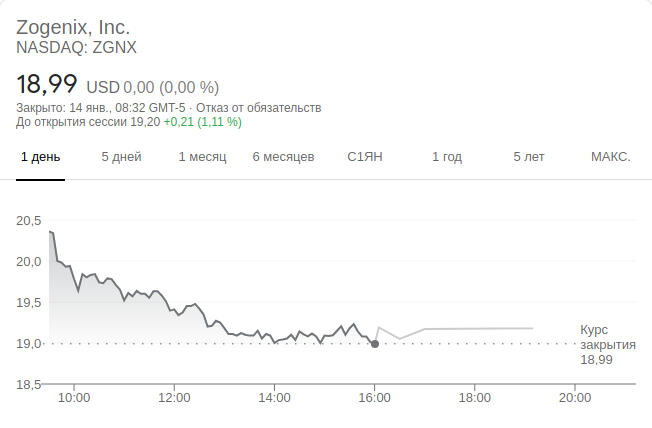 Zogenix, Inc.
NASDAQ: ZGNX
18,99 USD 0,00 (0,00 %)
Закрыто: 14 янв., 08:32 GMT-5 · Отказ от обязательств
До открытия сессии 19,20 +0,21 (1,11 %)
1 день 5 дней 1 месяц 6 месяцев С1ЯН 1 год 5 лет МАКС.
20,5
20,0
19,5
19,0
18,5
Курс
закрытия
18,99
10:00 12:00 14:00 16:00 18:00 20:00